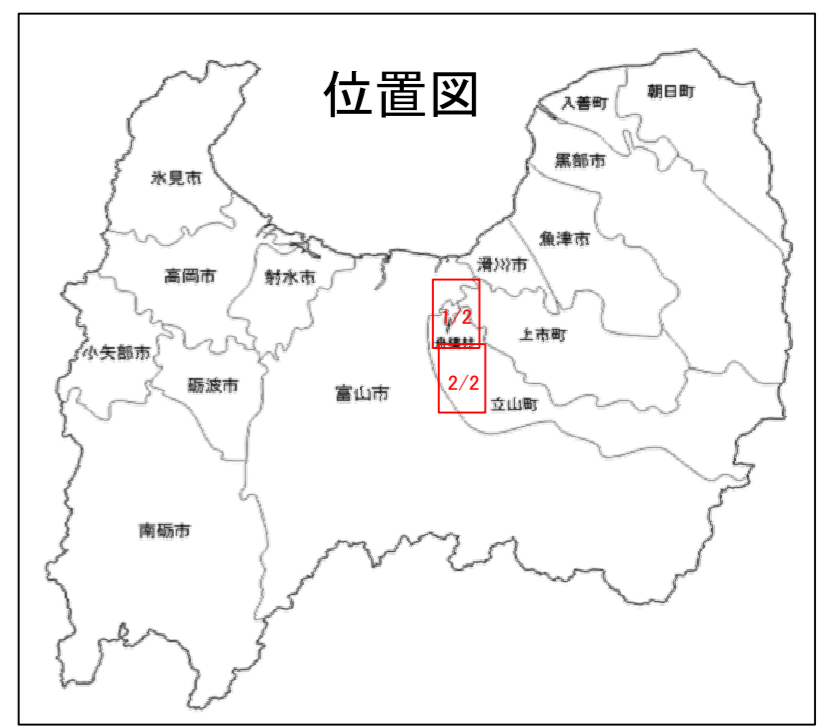 位置図
入善町
朝日町
黒部市
氷見市
魚津市
滑川市
高岡市
射水市
1/2
上市町
舟橋村
小矢部市
砺波市
2/2
富山市
立山町
南砺市